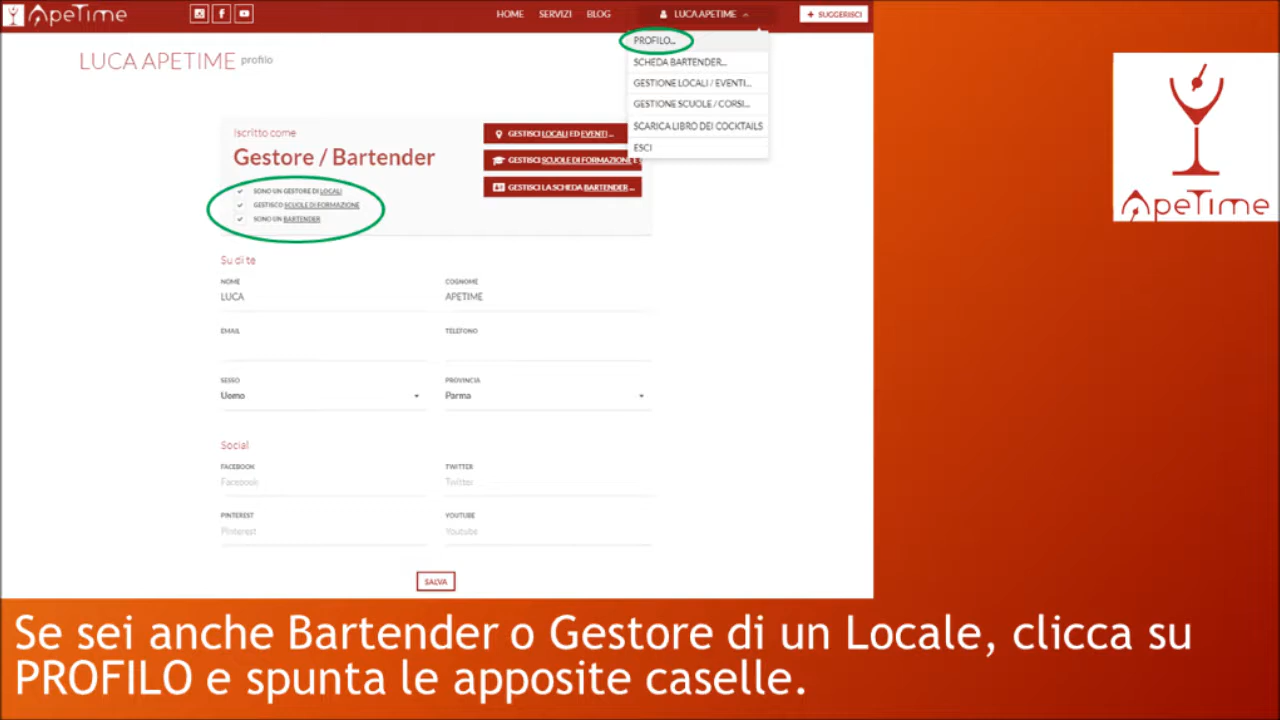 ApeTime
HOME SERVIZI BLOG LUCA APETIME + SUGGERISCI
LUCA APETIME profilo
PROFILO...
SCHEDA BARTENDER...
GESTIONE LOCALI / EVENTI...
GESTIONE SCUOLE / CORSI...
SCARICA LIBRO DEI COCKTAILS
ESCI
Iscritto come
Gestore / Bartender
SONO UN GESTORE DI LOCALI
GESTISCO SCUOLE DI FORMAZIONE
SONO UN BARTENDER
GESTISCI LOCALI ED EVENTI ...
GESTISCI SCUOLE DI FORMAZIONE E
GESTISCI LA SCHEDA BARTENDER ...
Su di te
NOME COGNOME
LUCA APETIME
EMAIL TELEFONO
SESSO PROVINCIA
Uomo Parma
Social
FACEBOOK TWITTER
Facebook Twitter
PINTEREST YOUTUBE
Pinterest Youtube
SALVA
ApeTime
Se sei anche Bartender o Gestore di un Locale, clicca su
PROFILO e spunta le apposite caselle.